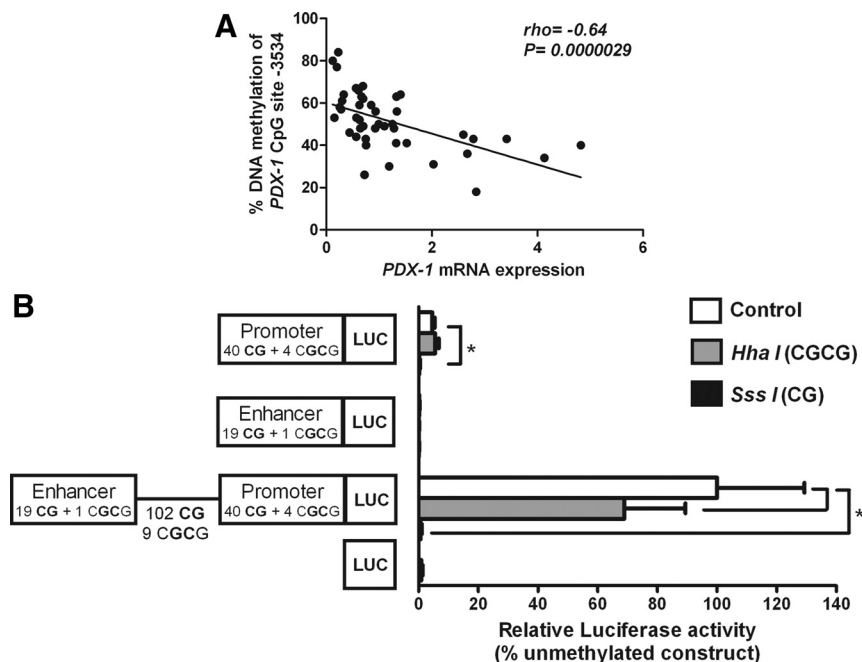 A
rho= -0.64
P= 0.0000029
% DNA methylation of
PDX-1 CpG site -3534
100
80
60
40
20
0
0 2 4 6
PDX-1 mRNA expression
B
Promoter
40 CG + 4 CGCG
LUC
Enhancer
19 CG + 1 CGCG
LUC
Enhancer
19 CG + 1 CGCG
102 CG
9 CGCG
Promoter
40 CG + 4 CGCG
LUC
LUC
*
*
Control
Hha I (CGCG)
Sss I (CG)
0 20 40 60 80 100 120 140
Relative Luciferase activity
(% unmethylated construct)